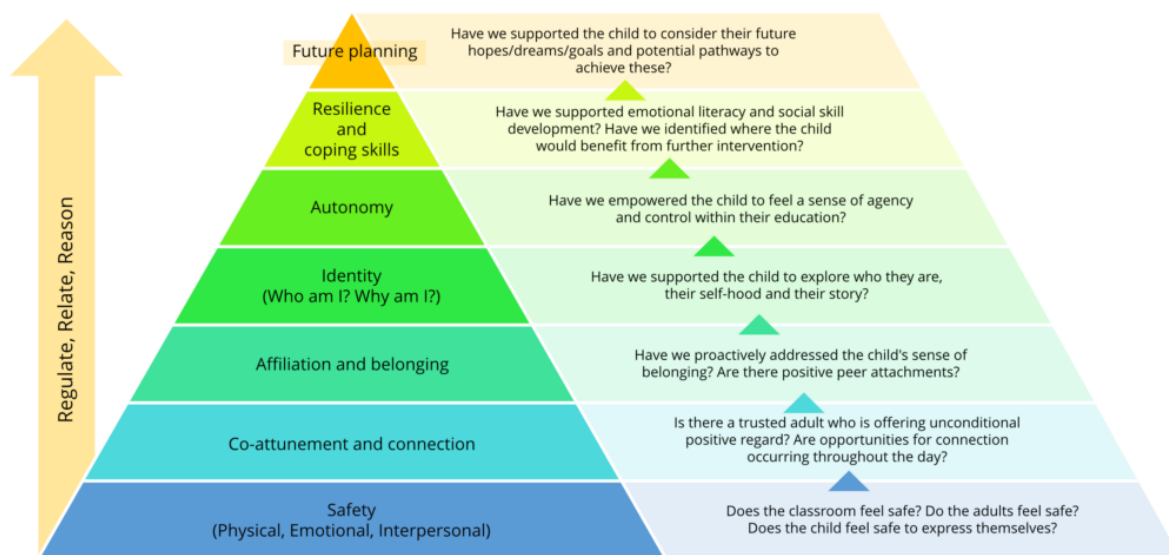 Regulate, Relate, Reason
Future planning
Have we supported the child to consider their future
hopes/dreams/goals and potential pathways to
achieve these?
Resilience
and
coping skills
Have we supported emotional literacy and social skill
development? Have we identified where the child
would benefit from further intervention?
Autonomy
Have we empowered the child to feel a sense of agency
and control within their education?
Identity
(Who am I? Why am I?)
Have we supported the child to explore who they are,
their self-hood and their story?
Affiliation and belonging
Have we proactively addressed the child's sense of
belonging? Are there positive peer attachments?
Co-attunement and connection
Is there a trusted adult who is offering unconditional
positive regard? Are opportunities for connection
occurring throughout the day?
Safety
(Physical, Emotional, Interpersonal)
Does the classroom feel safe? Do the adults feel safe?
Does the child feel safe to express themselves?